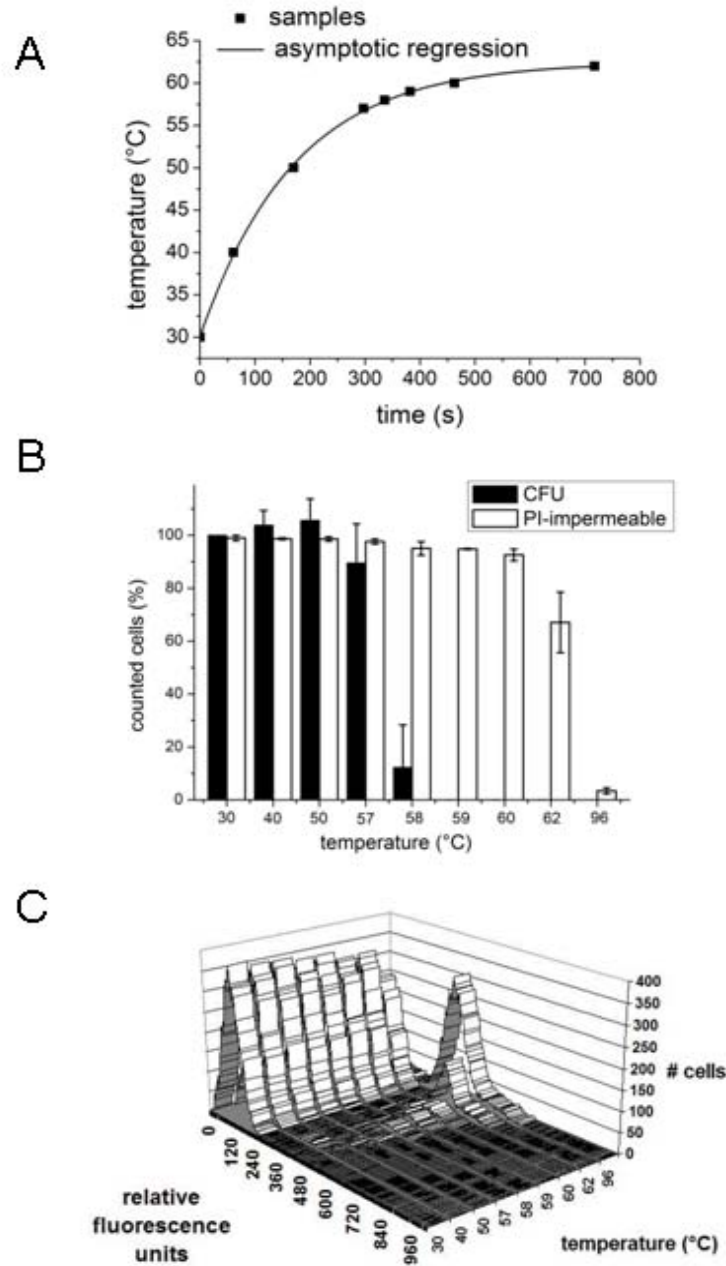 A
samples
asymptotic regression
65
60
55
50
45
40
35
30
temperature (°C)
0 100 200 300 400 500 600 700 800
time (s)
B
CFU
PI-impermeable
100
80
60
40
20
0
counted cells (%)
30 40 50 57 58 59 60 62 96
temperature (°C)
C
400
350
300
250
200
150
100
50
0
# cells
0
120
240
360
480
600
720
840
960
relative
fluorescence
units
30 40 50 57 58 59 60 62 96
temperature (°C)